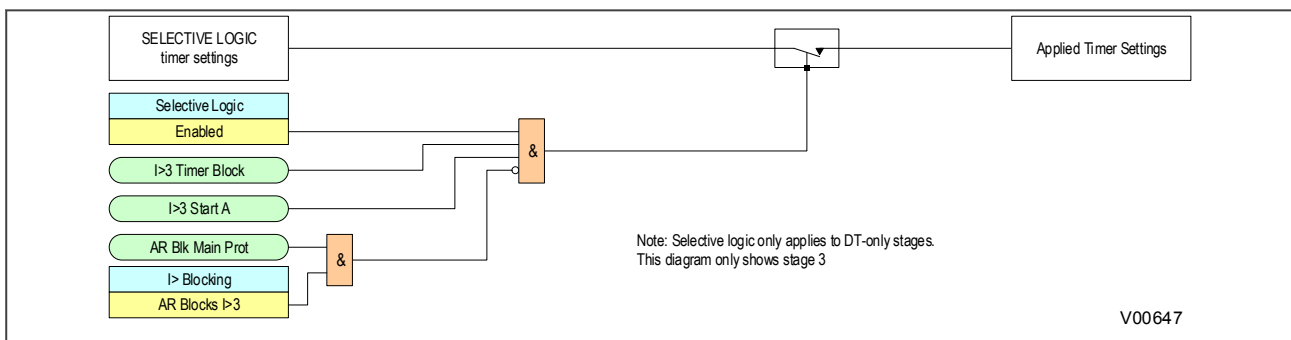 SELECTIVE LOGIC
timer settings
Applied Timer Settings
Selective Logic
Enabled
&
I>3 Timer Block
I>3 Start A
AR Blk Main Prot
&
I> Blocking
AR Blocks I>3
Note: Selective logic only applies to DT-only stages.
This diagram only shows stage 3
V00647